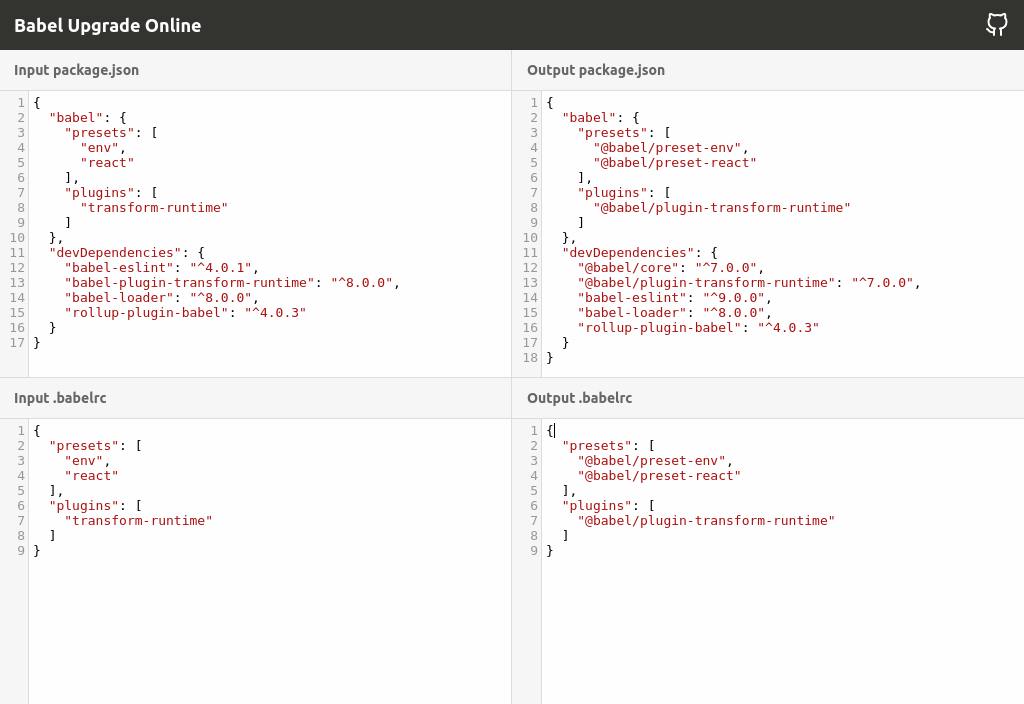 Babel Upgrade Online
Input package.json
1 {
2   "babel": {
3     "presets": [
4       "env",
5       "react"
6     ],
7     "plugins": [
8       "transform-runtime"
9     ]
10   },
11   "devDependencies": {
12     "babel-eslint": "^4.0.1",
13     "babel-plugin-transform-runtime": "^8.0.0",
14     "babel-loader": "^8.0.0",
15     "rollup-plugin-babel": "^4.0.3"
16   }
17 }
Output package.json
1 {
2   "babel": {
3     "presets": [
4       "@babel/preset-env",
5       "@babel/preset-react"
6     ],
7     "plugins": [
8       "@babel/plugin-transform-runtime"
9     ]
10   },
11   "devDependencies": {
12     "@babel/core": "^7.0.0",
13     "@babel/plugin-transform-runtime": "^7.0.0",
14     "babel-eslint": "^9.0.0",
15     "babel-loader": "^8.0.0",
16     "rollup-plugin-babel": "^4.0.3"
17   }
18 }
Input .babelrc
1 {
2   "presets": [
3     "env",
4     "react"
5   ],
6   "plugins": [
7     "transform-runtime"
8   ]
9 }
Output .babelrc
1 {
2   "presets": [
3     "@babel/preset-env",
4     "@babel/preset-react"
5   ],
6   "plugins": [
7     "@babel/plugin-transform-runtime"
8   ]
9 }